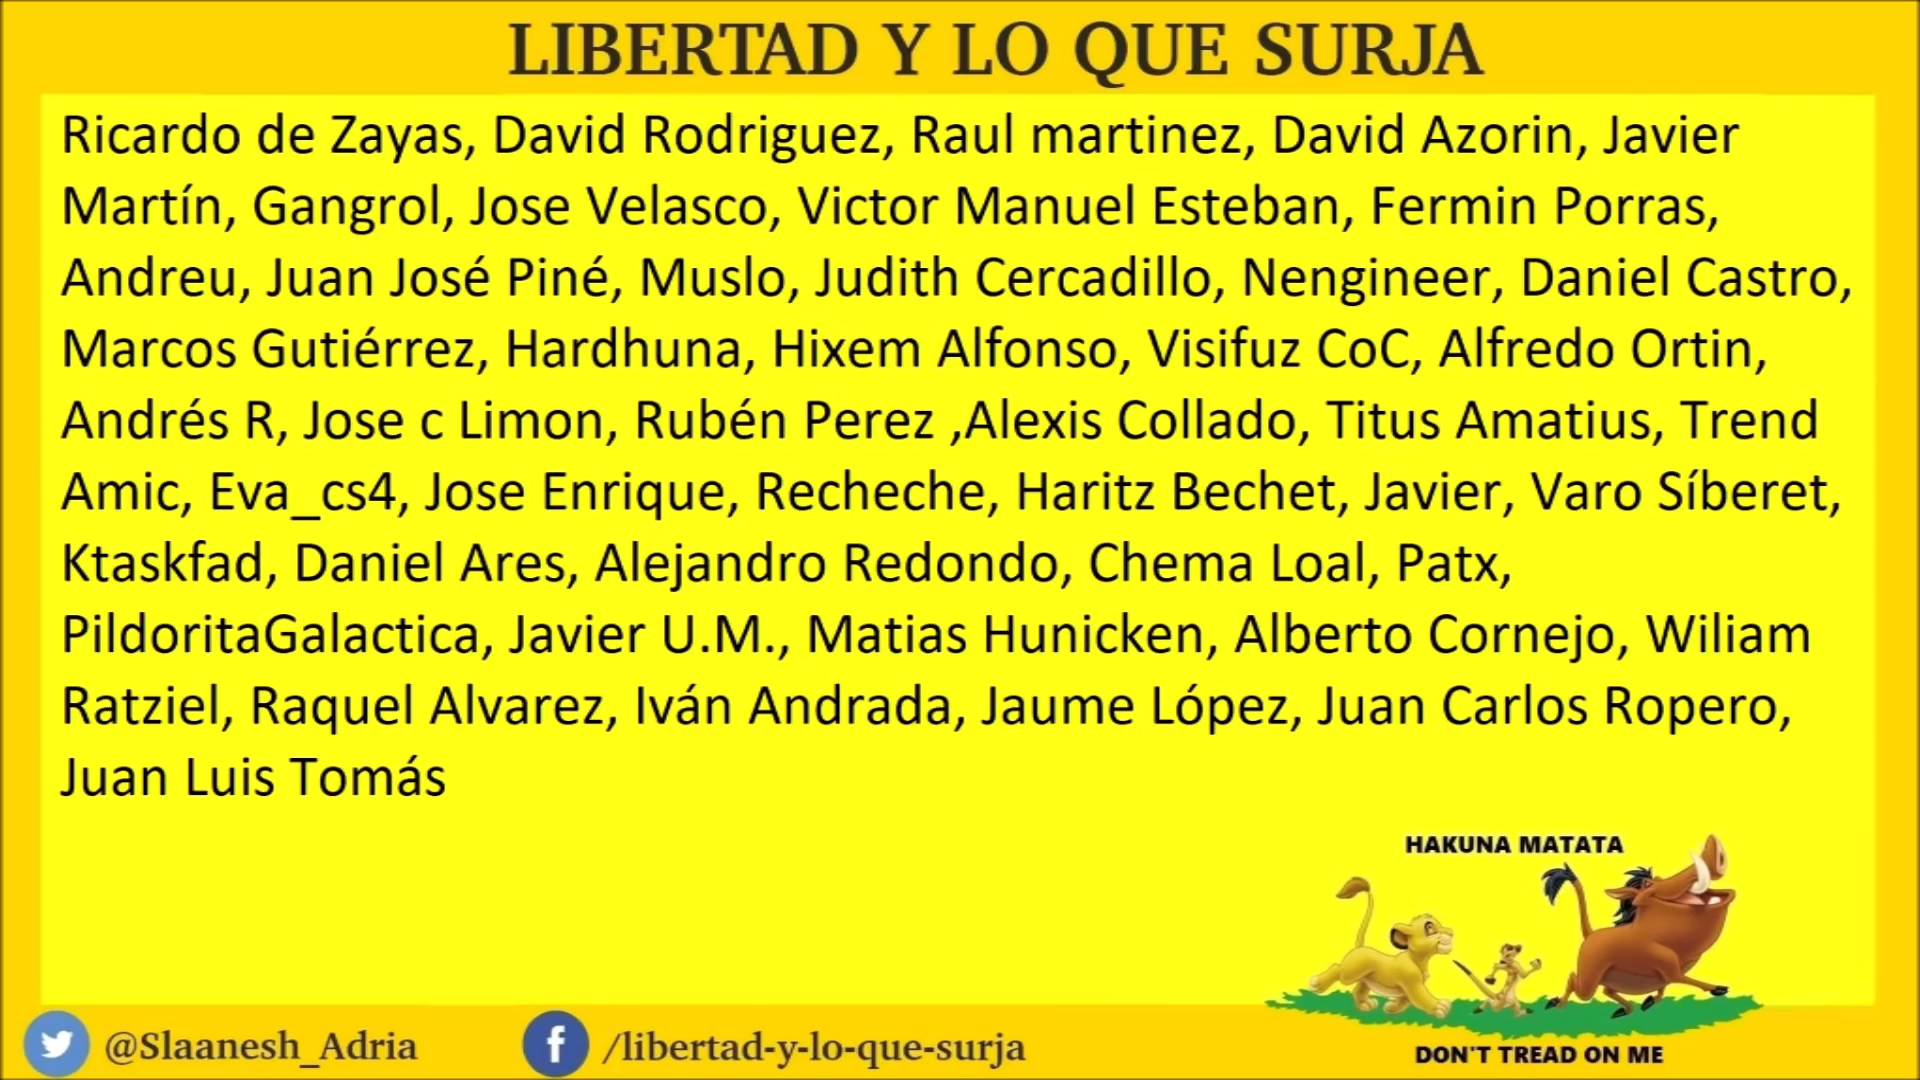 LIBERTAD Y LO QUE SURJA
Ricardo de Zayas, David Rodriguez, Raul martinez, David Azorin, Javier
Martín, Gangrol, Jose Velasco, Victor Manuel Esteban, Fermin Porras,
Andreu, Juan José Piné, Muslo, Judith Cercadillo, Nengineer, Daniel Castro,
Marcos Gutiérrez, Hardhuna, Hixem Alfonso, Visifuz CoC, Alfredo Ortin,
Andrés R, Jose c Limon, Rubén Perez ,Alexis Collado, Titus Amatius, Trend
Amic, Eva_cs4, Jose Enrique, Recheche, Haritz Bechet, Javier, Varo Síberet,
Ktaskfad, Daniel Ares, Alejandro Redondo, Chema Loal, Patx,
PildoritaGalactica, Javier U.M., Matias Hunicken, Alberto Cornejo, Wiliam
Ratziel, Raquel Alvarez, Iván Andrada, Jaume López, Juan Carlos Ropero,
Juan Luis Tomás
HAKUNA MATATA
DON'T TREAD ON ME
@Slaanesh_Adria
/libertad-y-lo-que-surja